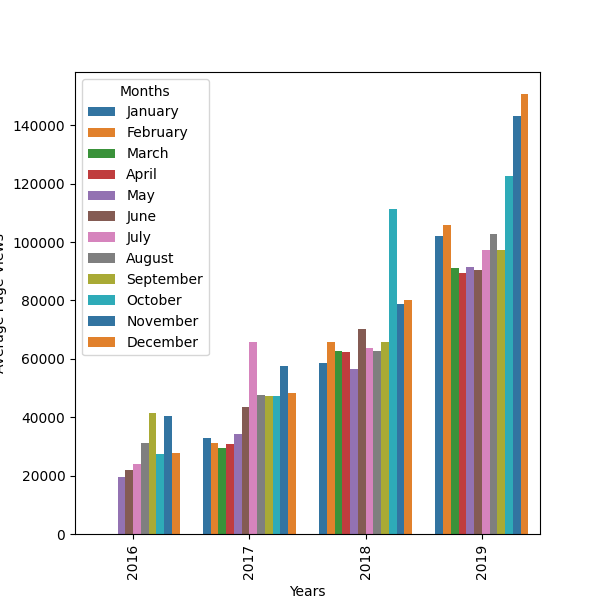 Months
January
February
March
April
May
June
July
August
September
October
November
December
140000
120000
100000
80000
60000
40000
20000
0
Average Page Views
2016
2017
2018
2019
Years